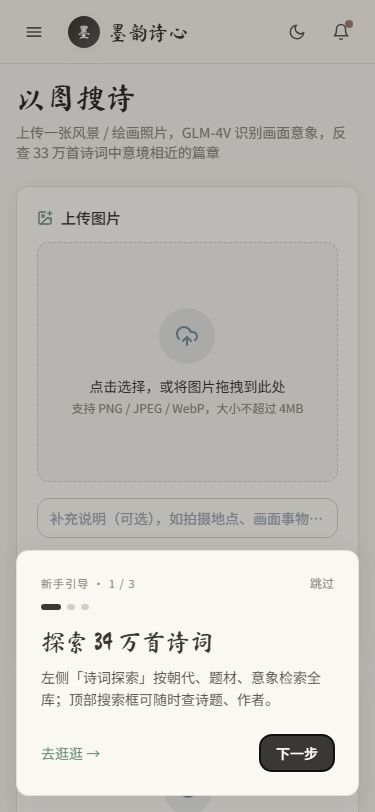 墨 墨韵诗心
以图搜诗
上传一张风景 / 绘画照片，GLM-4V 识别画面意象，反
查 33 万首诗词中意境相近的篇章
上传图片
点击选择，或将图片拖拽到此处
支持 PNG / JPEG / WebP，大小不超过 4MB
补充说明（可选），如拍摄地点、画面事物…
新手引导 · 1 / 3 跳过
探索 34 万首诗词
左侧「诗词探索」按朝代、题材、意象检索全
库；顶部搜索框可随时查诗题、作者。
去逛逛 → 下一步